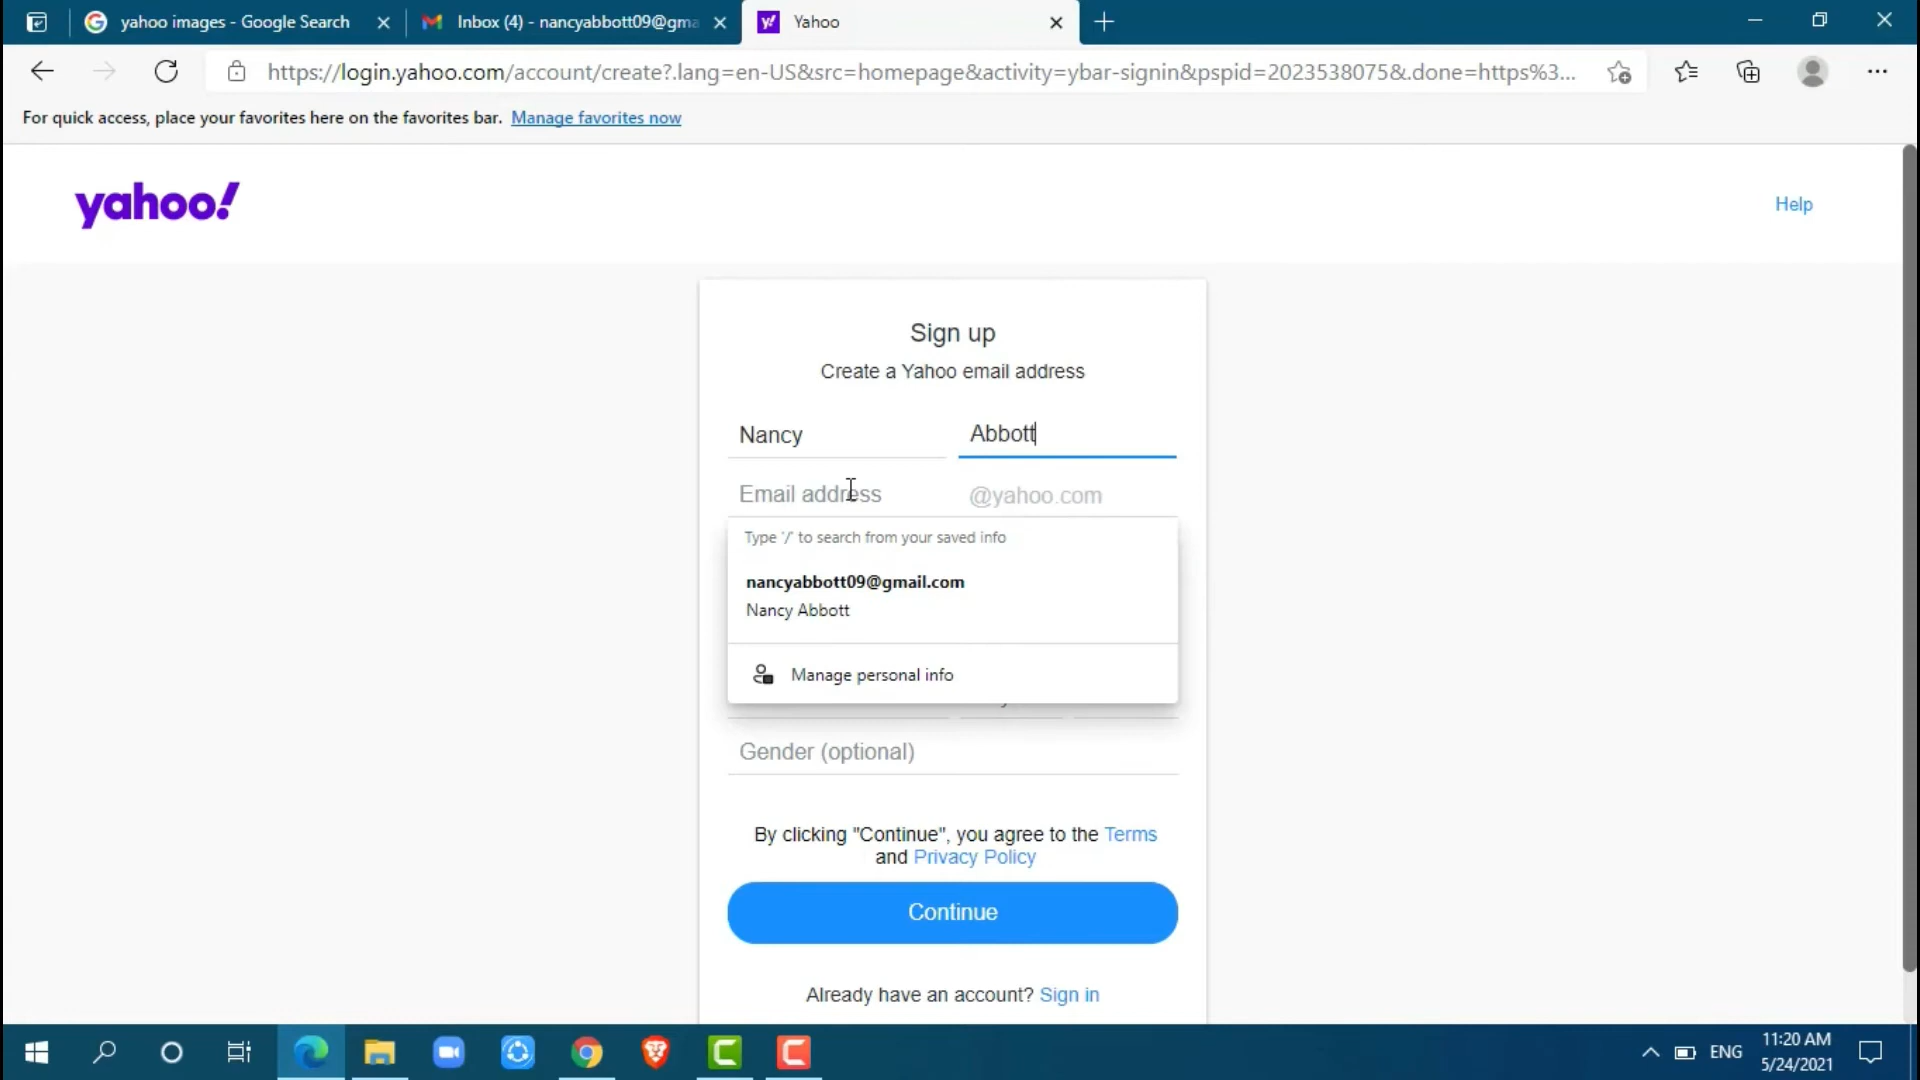 yahoo images - Google Search
Inbox (4) - nancyabbott09@gma
Yahoo
https://login.yahoo.com/account/create?.lang=en-US&src=homepage&activity=ybar-signin&pspid=2023538075&.done=https%3...
For quick access, place your favorites here on the favorites bar. Manage favorites now
yahoo!
Help
Sign up
Create a Yahoo email address
Nancy
Abbott
Email address
@yahoo.com
Type '/' to search from your saved info
nancyabbott09@gmail.com
Nancy Abbott
Manage personal info
Gender (optional)
By clicking "Continue", you agree to the Terms
and Privacy Policy
Continue
Already have an account? Sign in
ENG
11:20 AM
5/24/2021